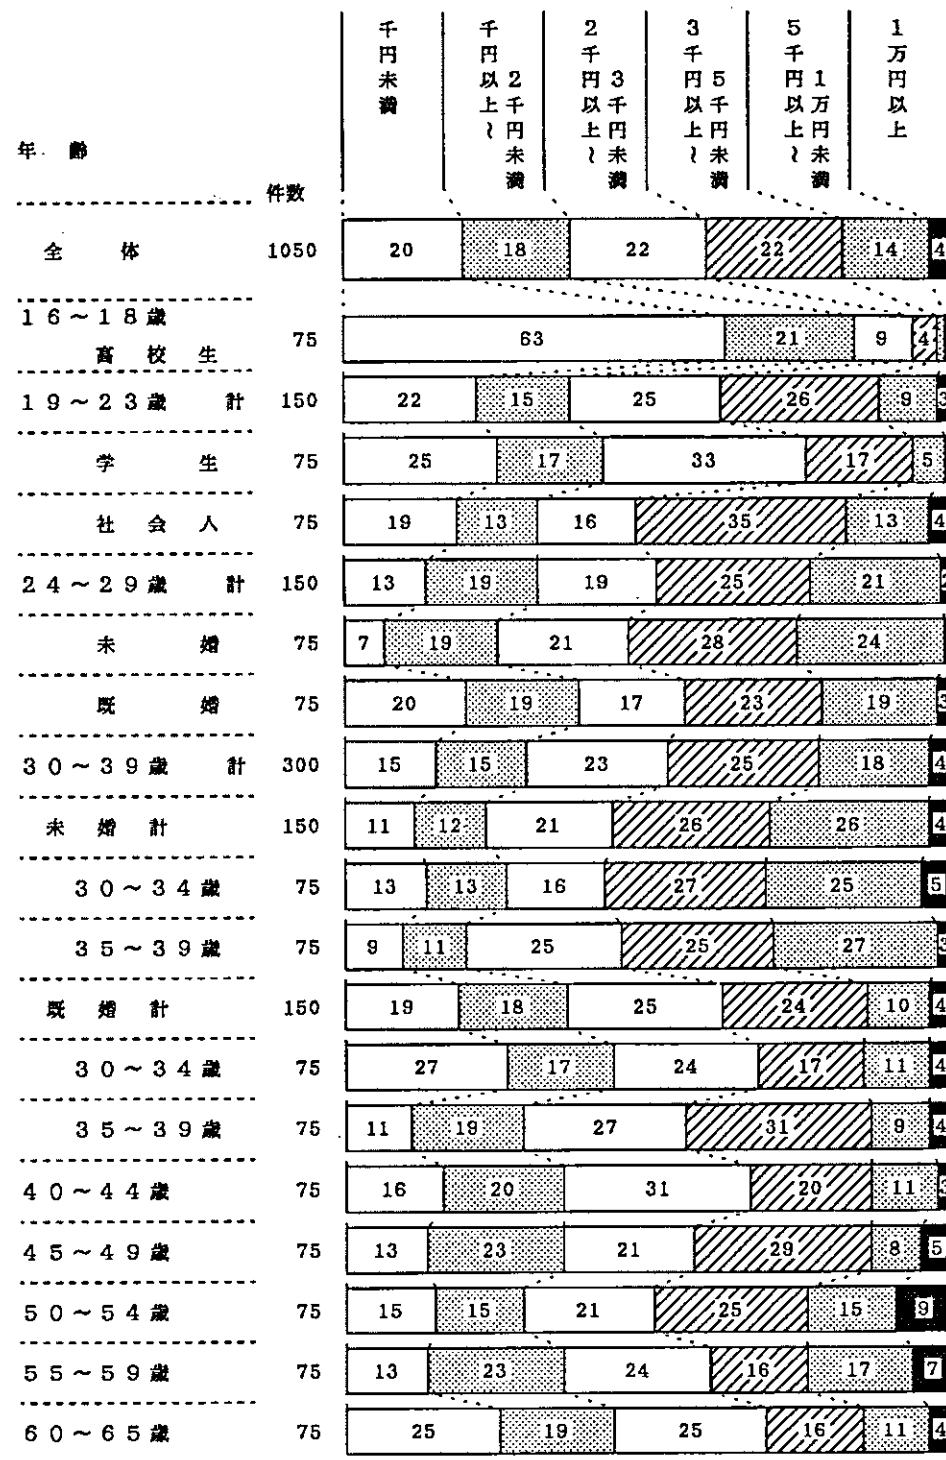 千円未満
千円以上~2千円未満
2千円以上~3千円未満
3千円以上~5千円未満
5千円以上~1万円未満
1万円以上
年 齢
件数
全 体 1050 20 18 22 22 14 4
16~18歳
高 校 生 75 63 21 9 4
19~23歳 計 150 22 15 25 26 9 3
学 生 75 25 17 33 17 5
社 会 人 75 19 13 16 35 13 4
24~29歳 計 150 13 19 19 25 21 2
未 婚 75 7 19 21 28 24
既 婚 75 20 19 17 23 19 3
30~39歳 計 300 15 15 23 25 18 4
未 婚 計 150 11 12 21 26 26 4
30~34歳 75 13 13 16 27 25 5
35~39歳 75 9 11 25 25 27 3
既 婚 計 150 19 18 25 24 10 4
30~34歳 75 27 17 24 17 11 4
35~39歳 75 11 19 27 31 9 4
40~44歳 75 16 20 31 20 11 3
45~49歳 75 13 23 21 29 8 5
50~54歳 75 15 15 21 25 15 9
55~59歳 75 13 23 24 16 17 7
60~65歳 75 25 19 25 16 11 4